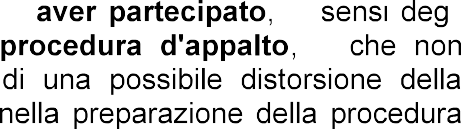 aver partecipato, sensi deg
procedura d'appalto, che non
di una possibile distorsione della
nella preparazione della procedura